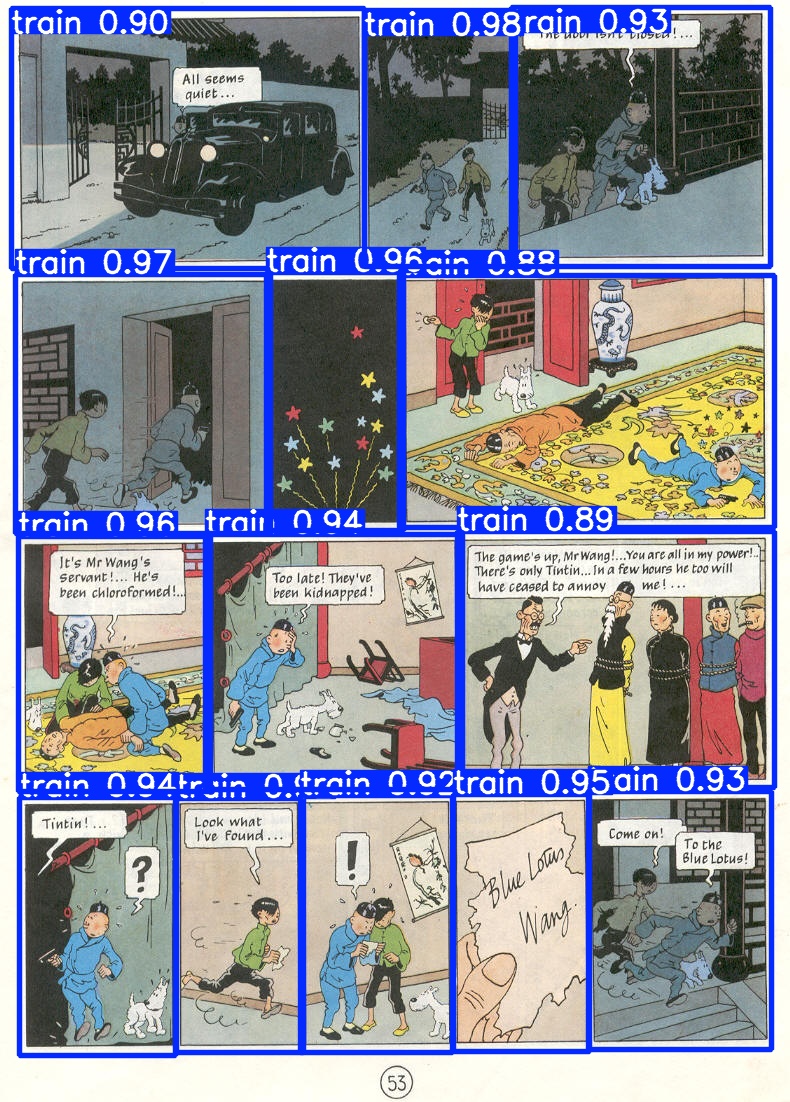 train 0.90
train 0.98
rain 0.93
All seems
quiet...
The door isn't closed!...
train 0.97
train 0.96
ain 0.88
train 0.96
train 0.94
train 0.89
It's Mr Wang's
servant!... He's
been chloroformed!...
Too late! They've
been kidnapped!
The game's up, Mr Wang!...You are all in my power!..
There's only Tintin...In a few hours he too will
have ceased to annoy me!...
train 0.94
train 0.9
train 0.92
train 0.95
ain 0.93
Tintin!...
?
Look what
I've found...
!
Blue Lotus
Wang.
Come on!
To the
Blue Lotus!
53